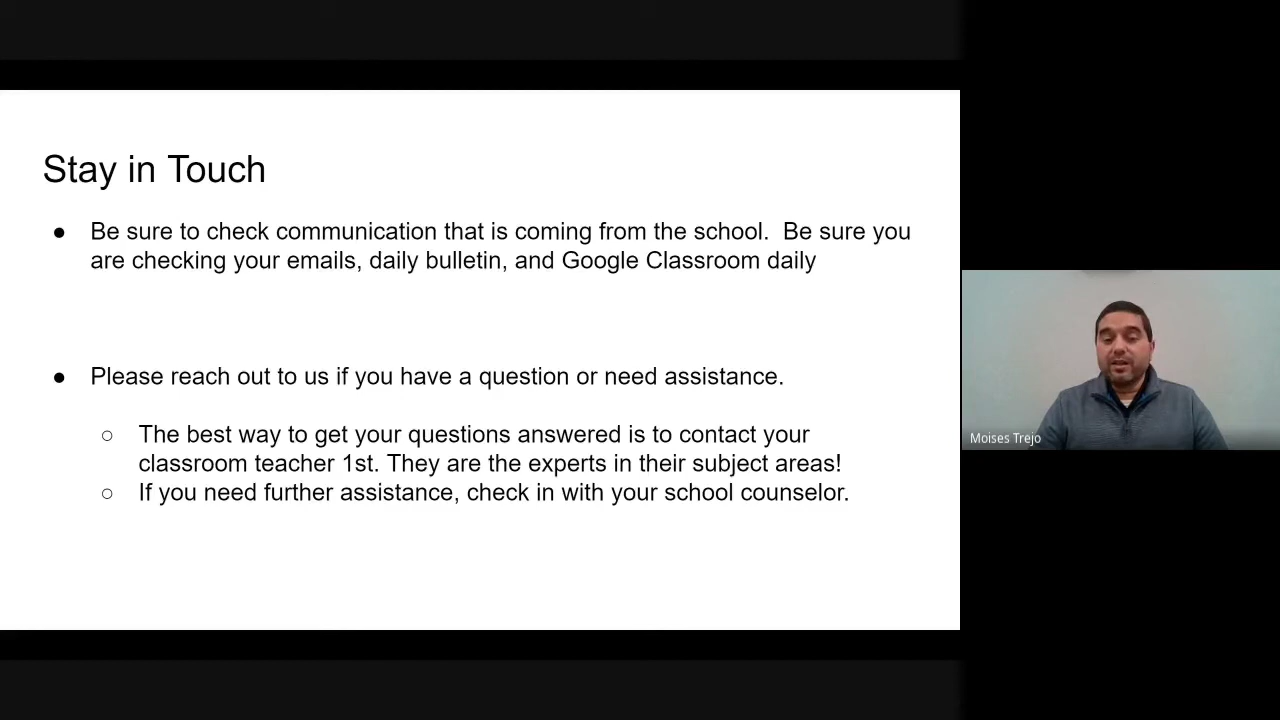 Stay in Touch
● Be sure to check communication that is coming from the school.  Be sure you
are checking your emails, daily bulletin, and Google Classroom daily
● Please reach out to us if you have a question or need assistance.
○ The best way to get your questions answered is to contact your
classroom teacher 1st. They are the experts in their subject areas!
○ If you need further assistance, check in with your school counselor.
Moises Trejo